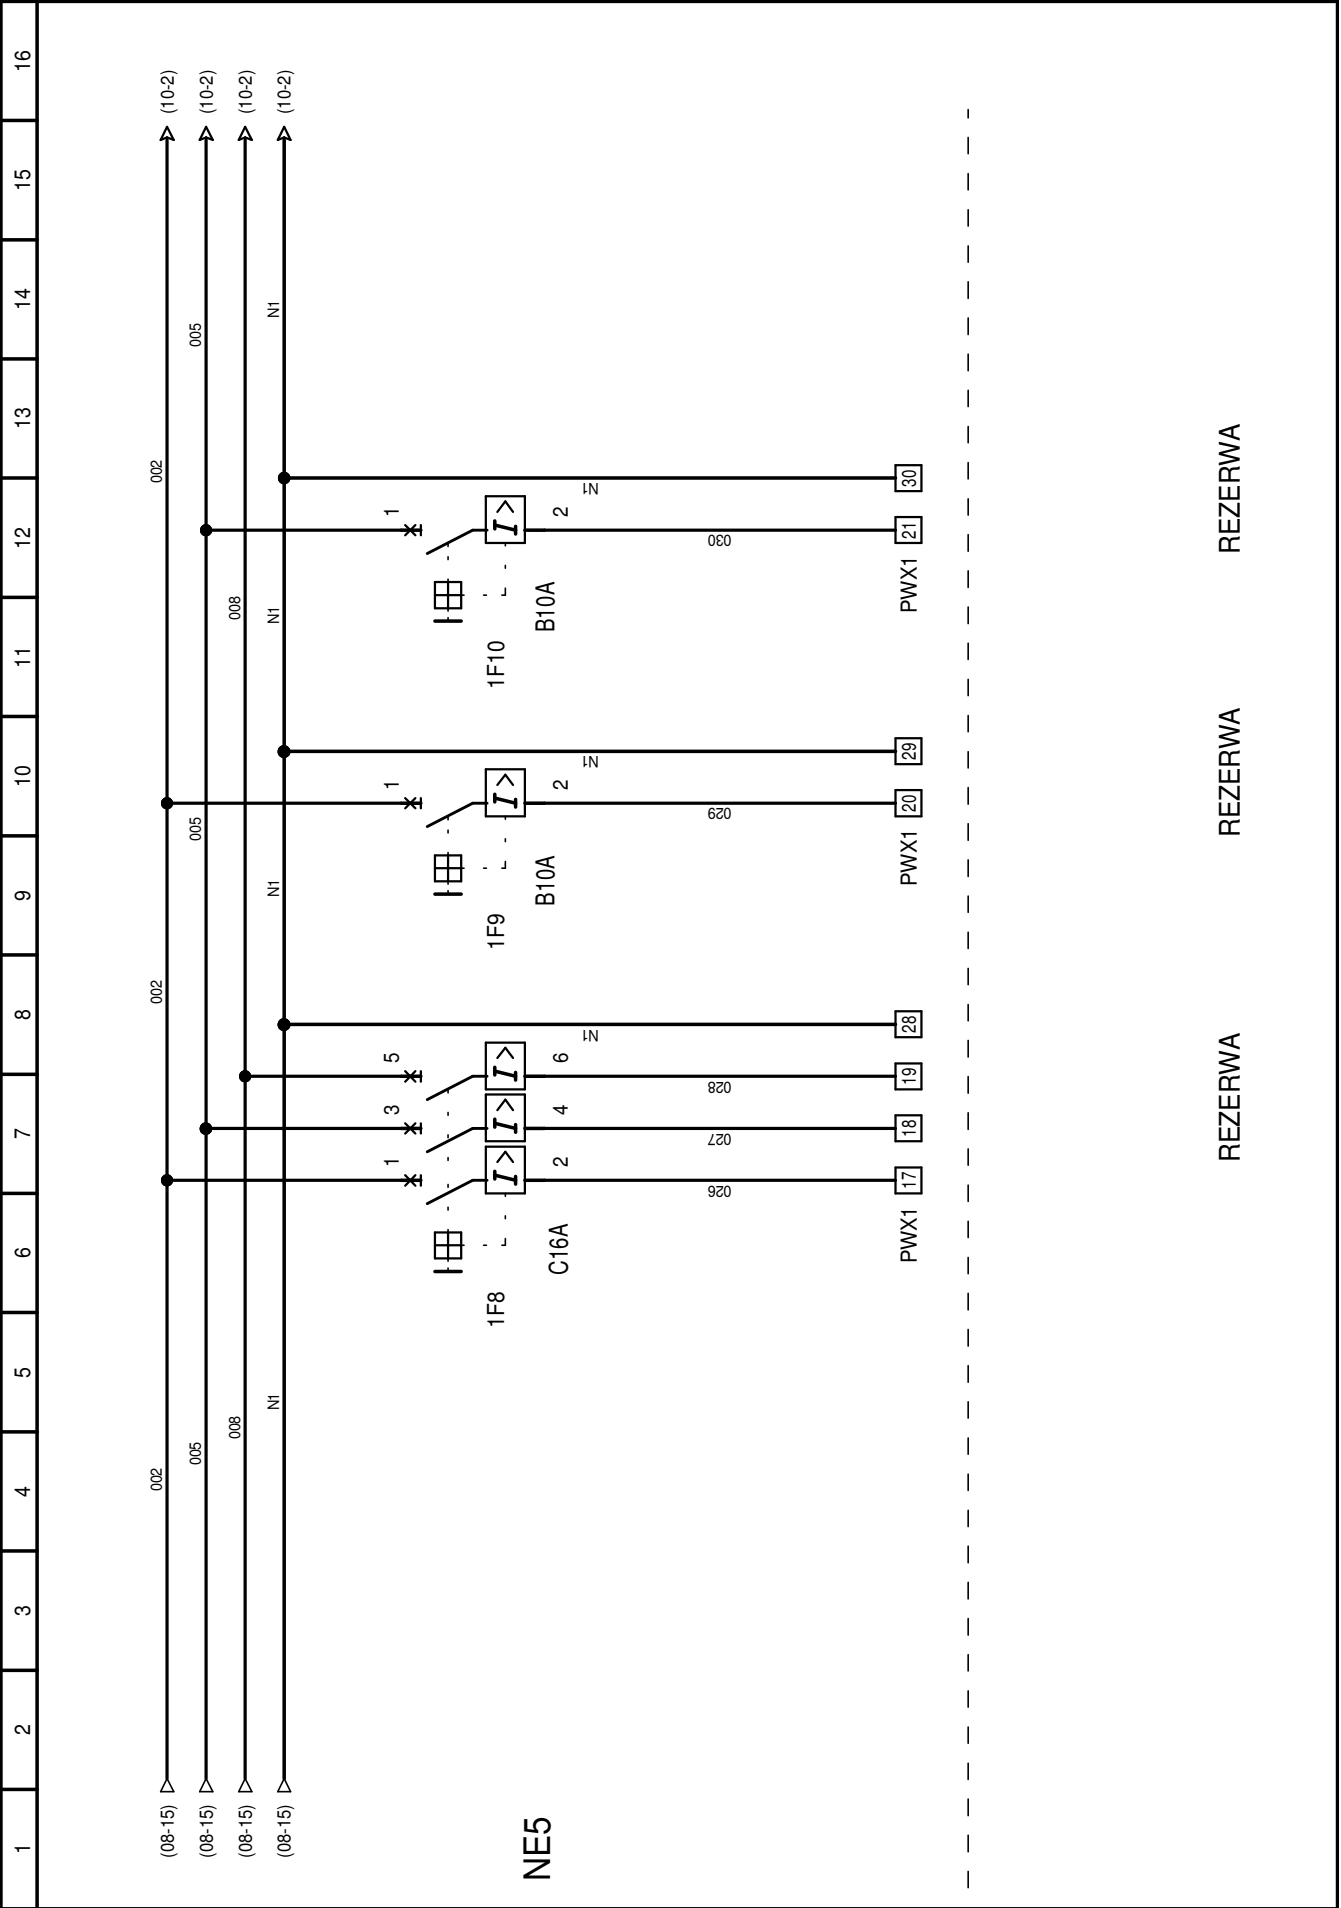 1 2 3 4 5 6 7 8 9 10 11 12 13 14 15 16
(08-15) 002 002 002 (10-2)
(08-15) 005 005 005 (10-2)
(08-15) 008 008 (10-2)
(08-15) N1 N1 N1 N1 (10-2)
1 3 5 1 1
1F8 1F9 1F10
NE5
C16A B10A B10A
2 4 6 2 2
N1 N1 N1
026 027 028 029 030
PWX1 17 18 19 28 PWX1 20 29 PWX1 21 30
REZERWA REZERWA REZERWA